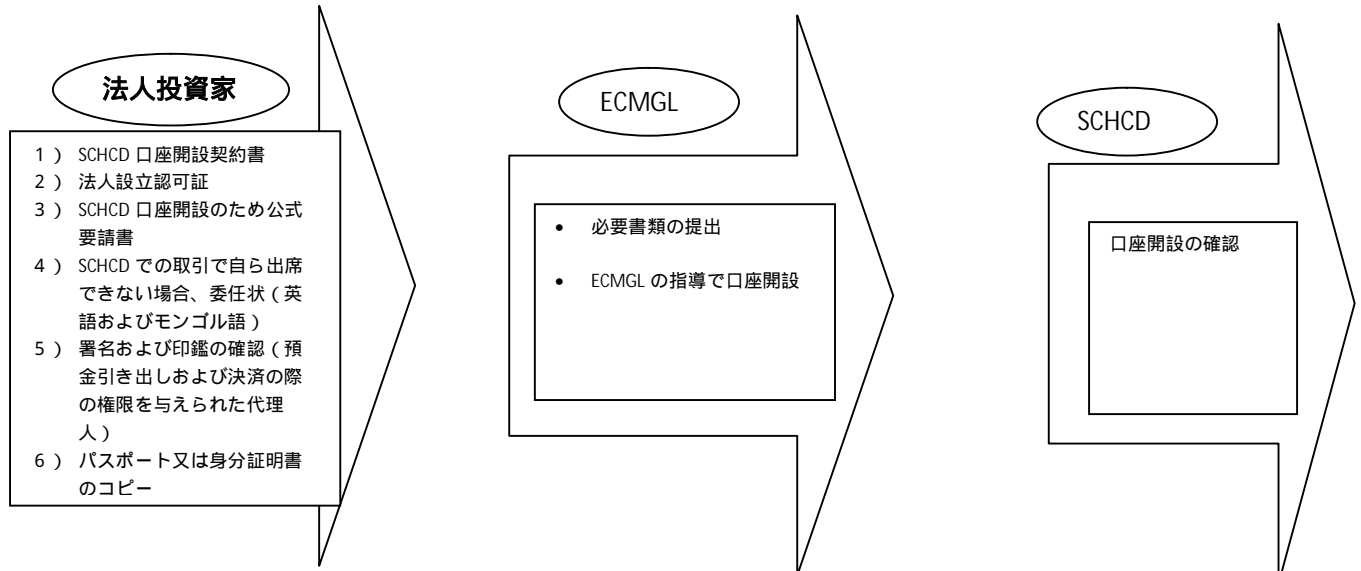 法人投資家
1 ) SCHCD 口座開設契約書
2 ) 法人設立認可証
3 ) SCHCD 口座開設のため公式
要請書
4 ) SCHCD での取引で自ら出席
できない場合、委任状 ( 英
語およびモンゴル語 )
5 ) 署名および印鑑の確認 ( 預
金引き出しおよび決済の際
の権限を与えられた代理
人 )
6 ) パスポート又は身分証明書
のコピー
ECMGL
• 必要書類の提出
• ECMGL の指導で口座開設
SCHCD
口座開設の確認